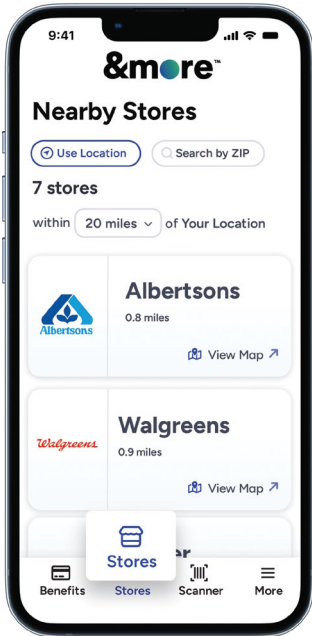 9:41
&more™
Nearby Stores
Use Location
Search by ZIP
7 stores
within 20 miles of Your Location
Albertsons
Albertsons
0.8 miles
View Map
Walgreens
Walgreens
0.9 miles
View Map
Stores
Benefits
Stores
Scanner
More